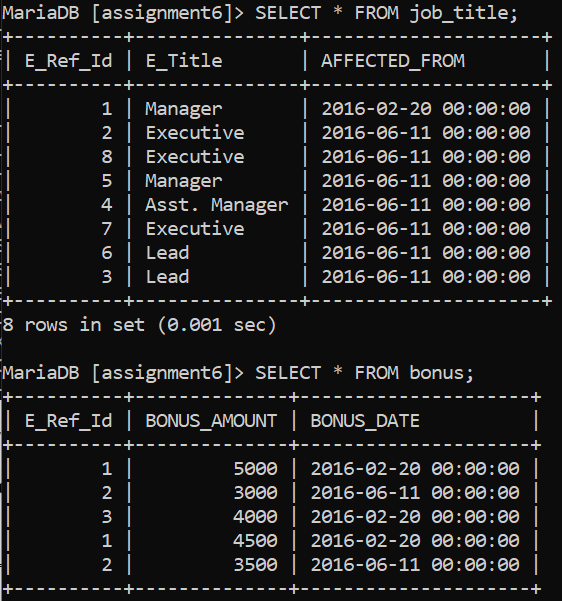 MariaDB [assignment6]> SELECT * FROM job_title;
+----------+---------------+---------------------+
| E_Ref_Id | E_Title       | AFFECTED_FROM       |
+----------+---------------+---------------------+
|        1 | Manager       | 2016-02-20 00:00:00 |
|        2 | Executive     | 2016-06-11 00:00:00 |
|        8 | Executive     | 2016-06-11 00:00:00 |
|        5 | Manager       | 2016-06-11 00:00:00 |
|        4 | Asst. Manager | 2016-06-11 00:00:00 |
|        7 | Executive     | 2016-06-11 00:00:00 |
|        6 | Lead          | 2016-06-11 00:00:00 |
|        3 | Lead          | 2016-06-11 00:00:00 |
+----------+---------------+---------------------+
8 rows in set (0.001 sec)
MariaDB [assignment6]> SELECT * FROM bonus;
+----------+--------------+---------------------+
| E_Ref_Id | BONUS_AMOUNT | BONUS_DATE          |
+----------+--------------+---------------------+
|        1 |         5000 | 2016-02-20 00:00:00 |
|        2 |         3000 | 2016-06-11 00:00:00 |
|        3 |         4000 | 2016-02-20 00:00:00 |
|        1 |         4500 | 2016-02-20 00:00:00 |
|        2 |         3500 | 2016-06-11 00:00:00 |
+----------+--------------+---------------------+